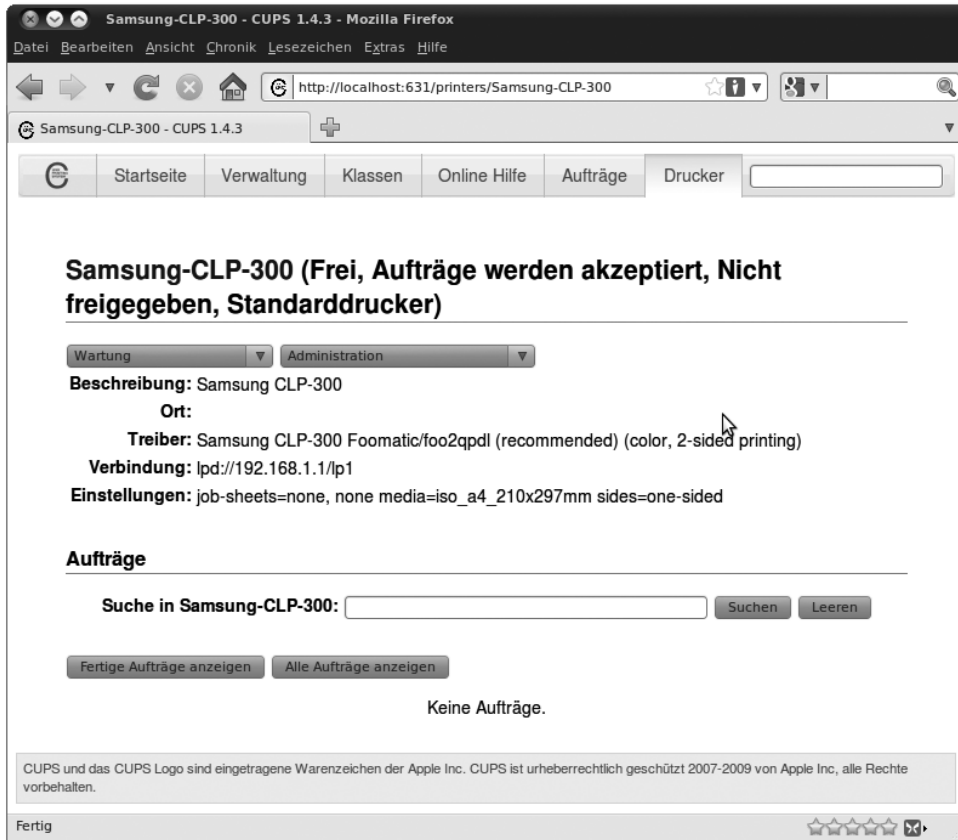 Samsung-CLP-300 - CUPS 1.4.3 - Mozilla Firefox
Datei Bearbeiten Ansicht Chronik Lesezeichen Extras Hilfe
http://localhost:631/printers/Samsung-CLP-300
Samsung-CLP-300 - CUPS 1.4.3
Startseite Verwaltung Klassen Online Hilfe Aufträge Drucker
Samsung-CLP-300 (Frei, Aufträge werden akzeptiert, Nicht
freigegeben, Standarddrucker)
Wartung Administration
Beschreibung: Samsung CLP-300
Ort:
Treiber: Samsung CLP-300 Foomatic/foo2qpdl (recommended) (color, 2-sided printing)
Verbindung: lpd://192.168.1.1/lp1
Einstellungen: job-sheets=none, none media=iso_a4_210x297mm sides=one-sided
Aufträge
Suche in Samsung-CLP-300: Suchen Leeren
Fertige Aufträge anzeigen Alle Aufträge anzeigen
Keine Aufträge.
CUPS und das CUPS Logo sind eingetragene Warenzeichen der Apple Inc. CUPS ist urheberrechtlich geschützt 2007-2009 von Apple Inc, alle Rechte
vorbehalten.
Fertig